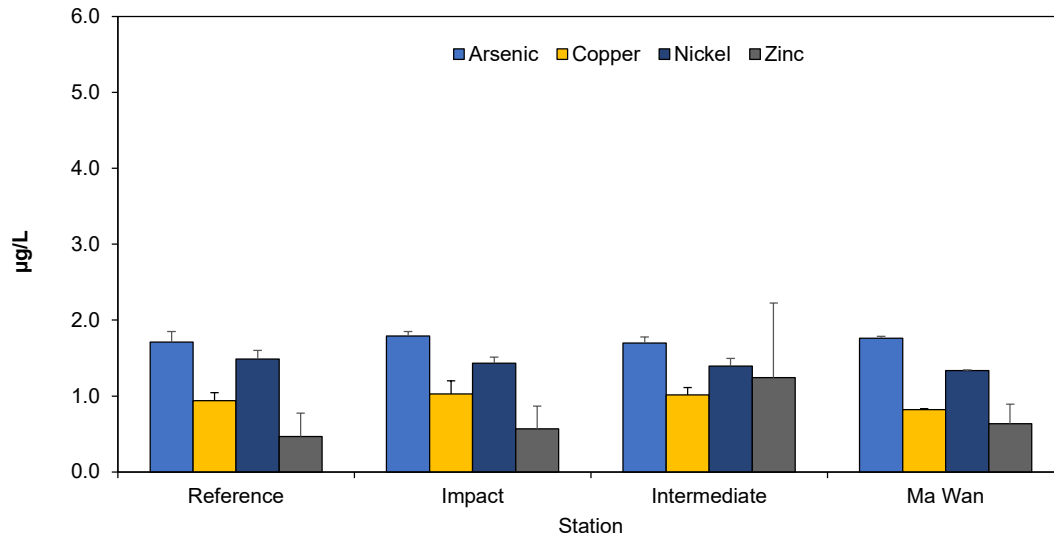 6.0
Arsenic Copper Nickel Zinc
5.0
4.0
3.0
µg/L
2.0
1.0
0.0
Reference Impact Intermediate Ma Wan
Station